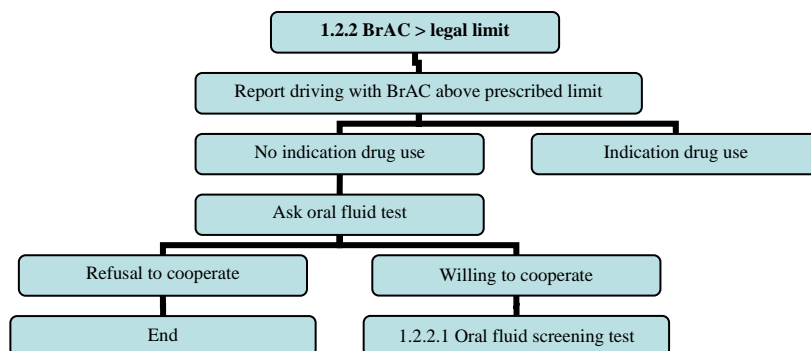 1.2.2 BrAC > legal limit
Report driving with BrAC above prescribed limit
No indication drug use
Indication drug use
Ask oral fluid test
Refusal to cooperate
Willing to cooperate
End
1.2.2.1 Oral fluid screening test